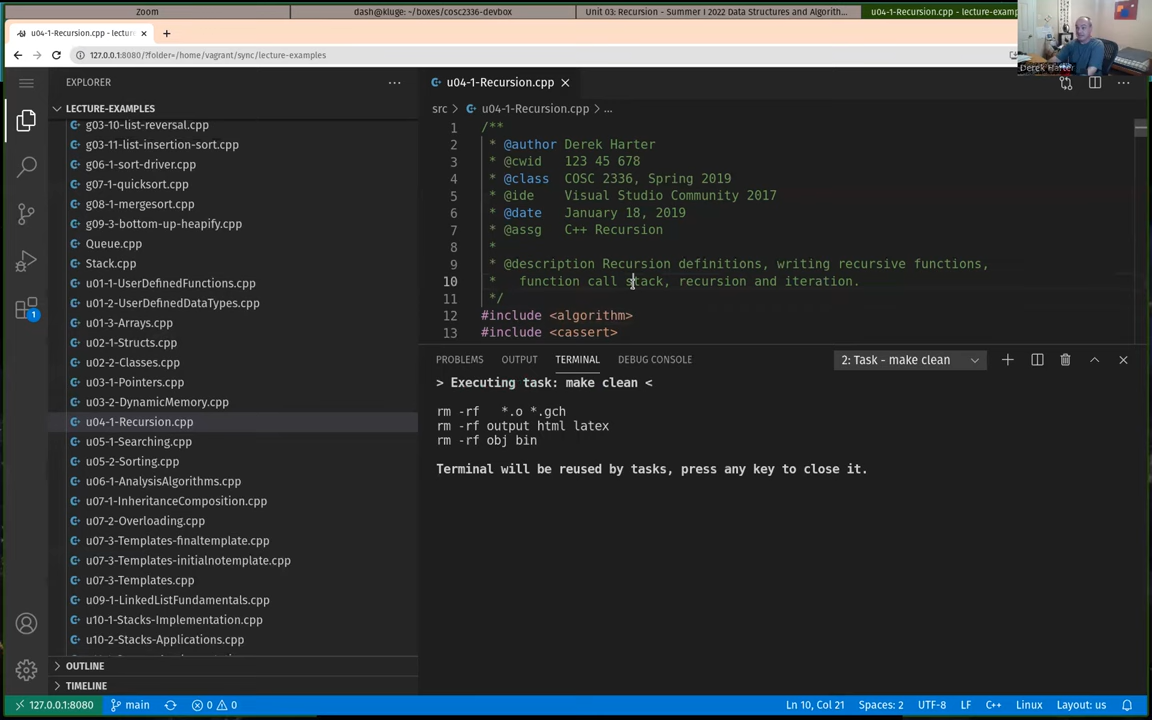 Zoom
dash@kluge: ~/boxes/cosc2336-devbox
Unit 03: Recursion - Summer I 2022 Data Structures and Algorith...
u04-1-Recursion.cpp - lecture-examp
u04-1-Recursion.cpp - lectur
127.0.0.1:8080/?folder=/home/vagrant/sync/lecture-examples
Derek Harter
EXPLORER
LECTURE-EXAMPLES
g03-10-list-reversal.cpp
g03-11-list-insertion-sort.cpp
g06-1-sort-driver.cpp
g07-1-quicksort.cpp
g08-1-mergesort.cpp
g09-3-bottom-up-heapify.cpp
Queue.cpp
Stack.cpp
u01-1-UserDefinedFunctions.cpp
u01-2-UserDefinedDataTypes.cpp
u01-3-Arrays.cpp
u02-1-Structs.cpp
u02-2-Classes.cpp
u03-1-Pointers.cpp
u03-2-DynamicMemory.cpp
u04-1-Recursion.cpp
u05-1-Searching.cpp
u05-2-Sorting.cpp
u06-1-AnalysisAlgorithms.cpp
u07-1-InheritanceComposition.cpp
u07-2-Overloading.cpp
u07-3-Templates-finaltemplate.cpp
u07-3-Templates-initialnotemplate.cpp
u07-3-Templates.cpp
u09-1-LinkedListFundamentals.cpp
u10-1-Stacks-Implementation.cpp
u10-2-Stacks-Applications.cpp
OUTLINE
TIMELINE
1
u04-1-Recursion.cpp
src > u04-1-Recursion.cpp > ...
1 /**
2 * @author Derek Harter
3 * @cwid 123 45 678
4 * @class COSC 2336, Spring 2019
5 * @ide Visual Studio Community 2017
6 * @date January 18, 2019
7 * @assg C++ Recursion
8 *
9 * @description Recursion definitions, writing recursive functions,
10 * function call stack, recursion and iteration.
11 */
12 #include <algorithm>
13 #include <cassert>
PROBLEMS OUTPUT TERMINAL DEBUG CONSOLE 2: Task - make clean
> Executing task: make clean <
rm -rf *.o *.gch
rm -rf output html latex
rm -rf obj bin
Terminal will be reused by tasks, press any key to close it.
127.0.0.1:8080 main 0 0 Ln 10, Col 21 Spaces: 2 UTF-8 LF C++ Linux Layout: us